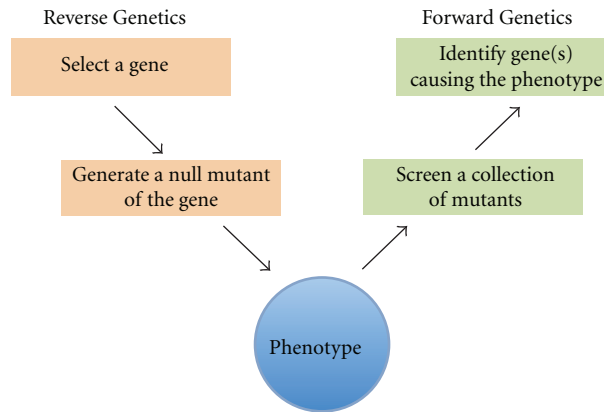 Reverse Genetics
Forward Genetics
Select a gene
Identify gene(s)
causing the phenotype
Generate a null mutant
of the gene
Screen a collection
of mutants
Phenotype